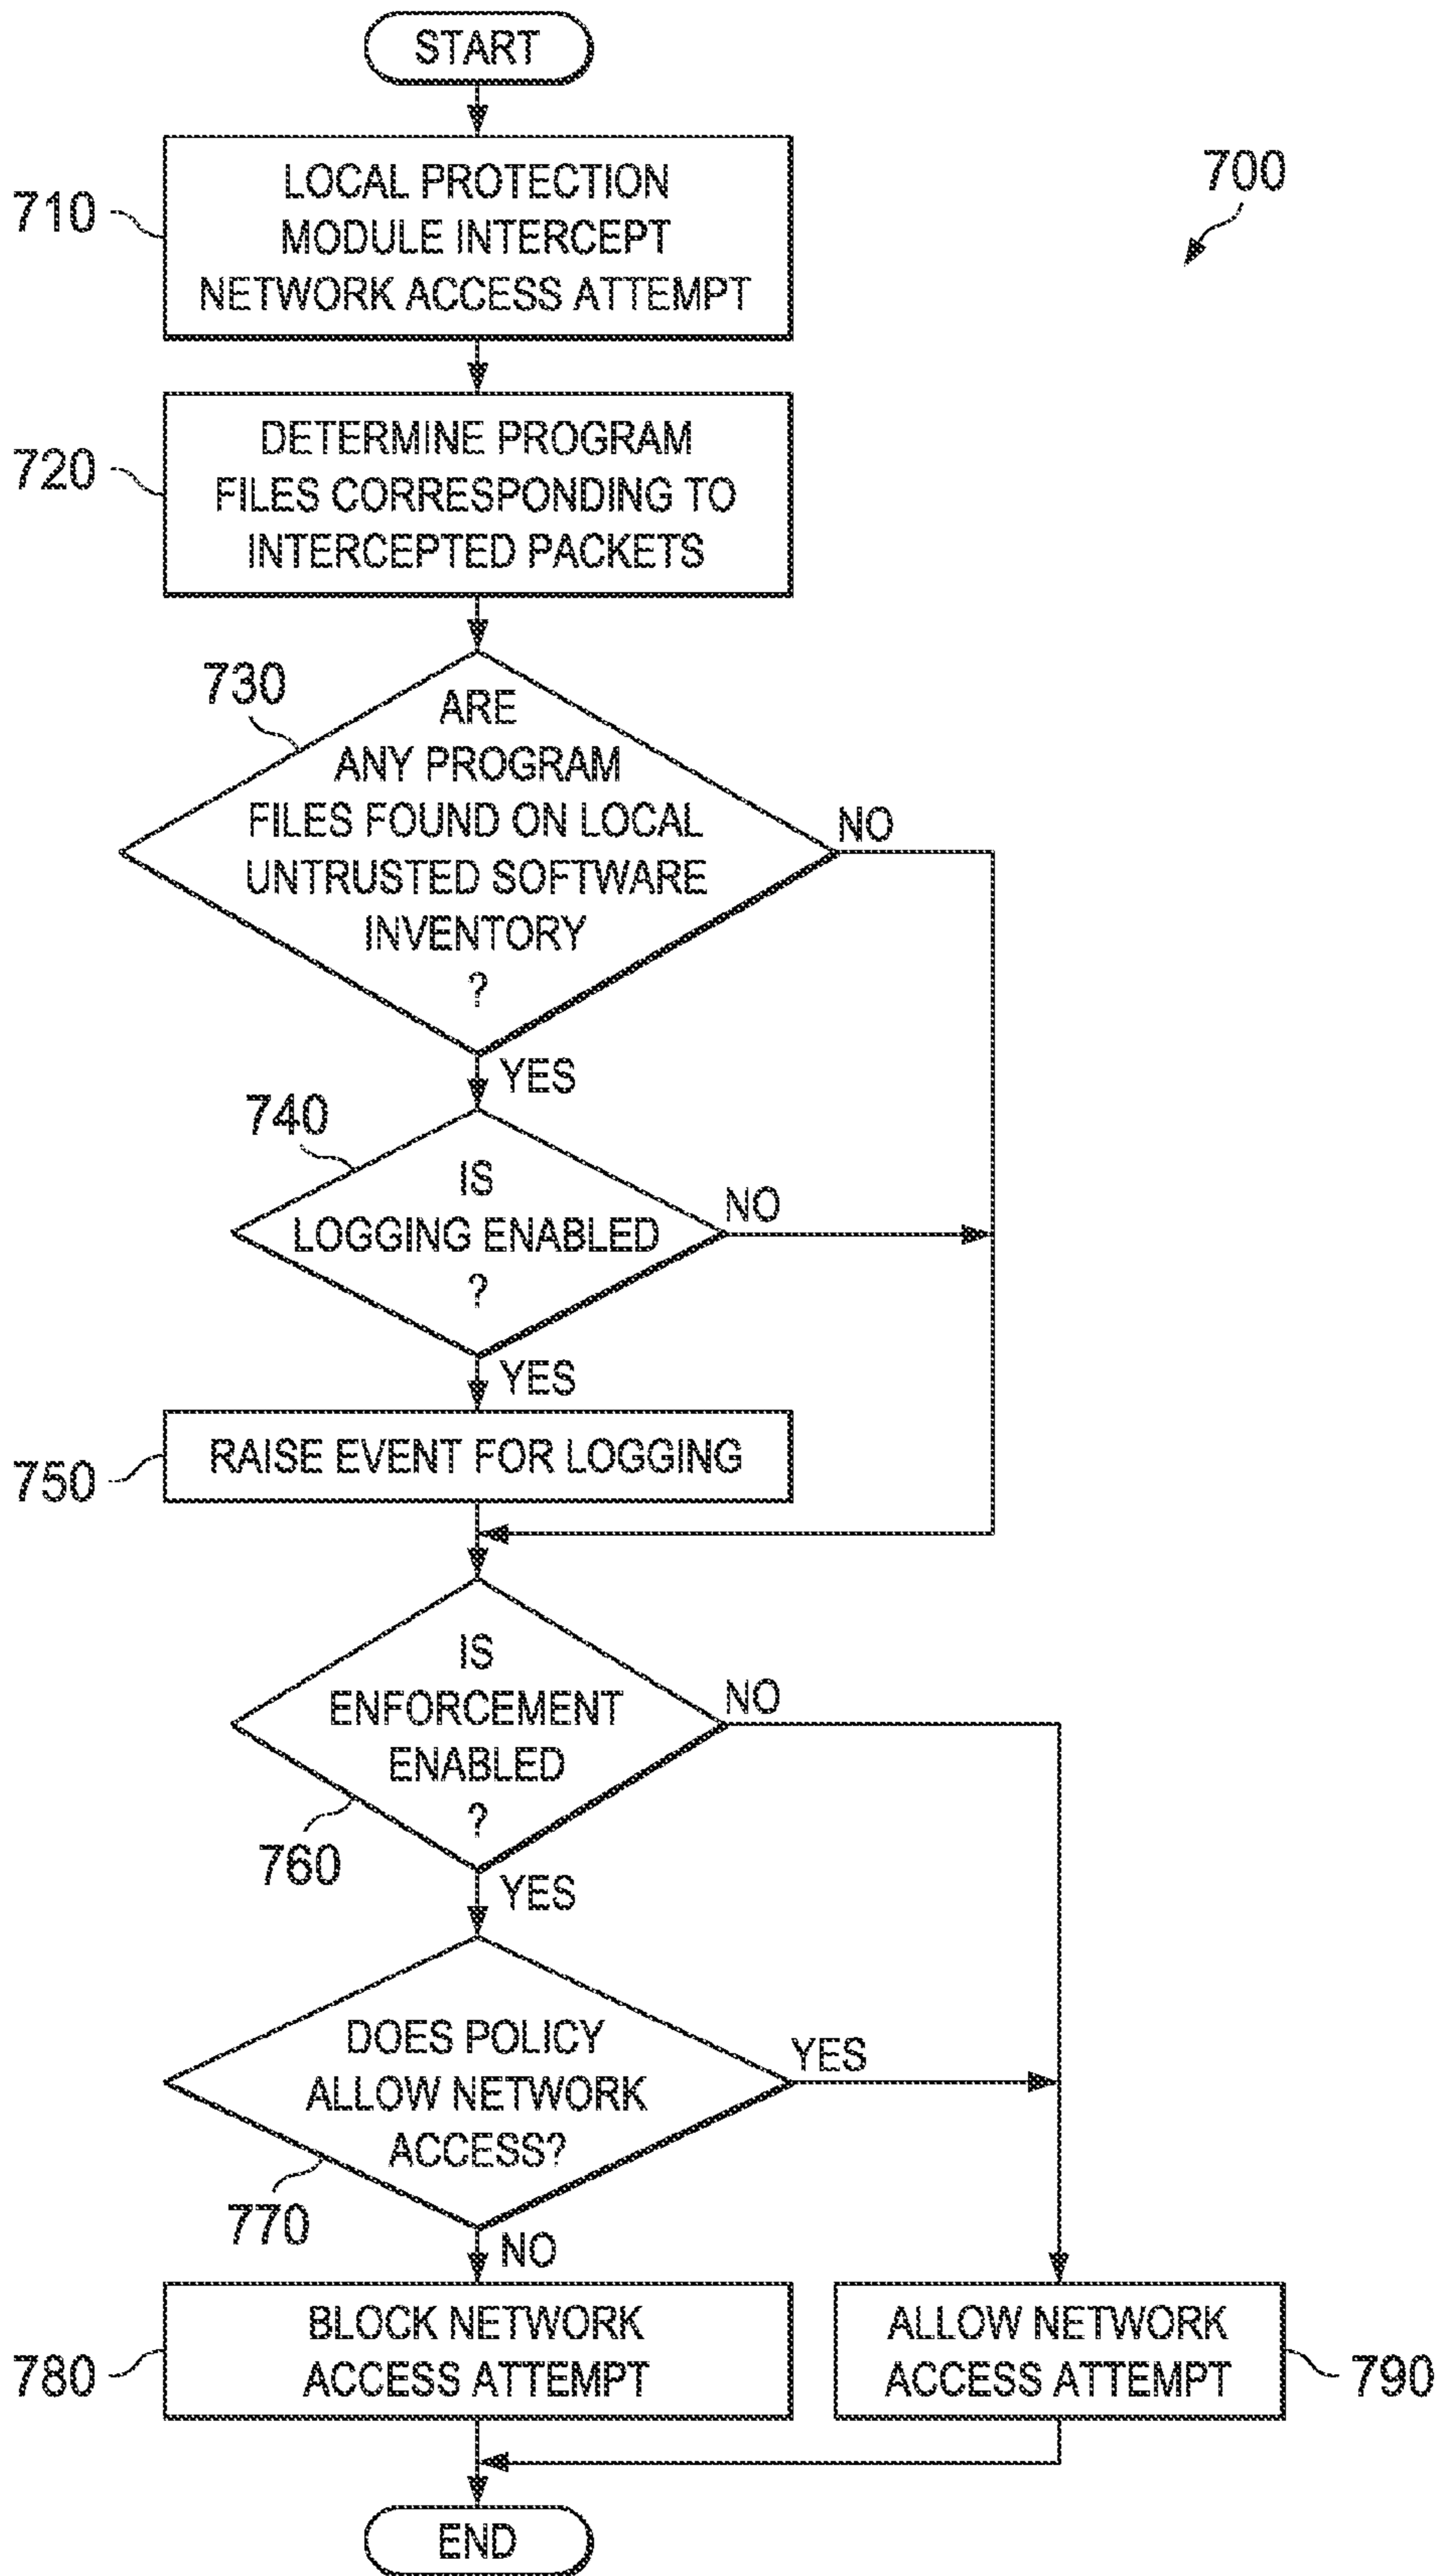 START
700
710
LOCAL PROTECTION
MODULE INTERCEPT
NETWORK ACCESS ATTEMPT
720
DETERMINE PROGRAM
FILES CORRESPONDING TO
INTERCEPTED PACKETS
730
ARE
ANY PROGRAM
FILES FOUND ON LOCAL
UNTRUSTED SOFTWARE
INVENTORY
?
NO
YES
740
IS
LOGGING ENABLED
?
NO
YES
750
RAISE EVENT FOR LOGGING
IS
ENFORCEMENT
ENABLED
?
NO
760
YES
DOES POLICY
ALLOW NETWORK
ACCESS?
YES
770
NO
780
BLOCK NETWORK
ACCESS ATTEMPT
ALLOW NETWORK
ACCESS ATTEMPT
790
END